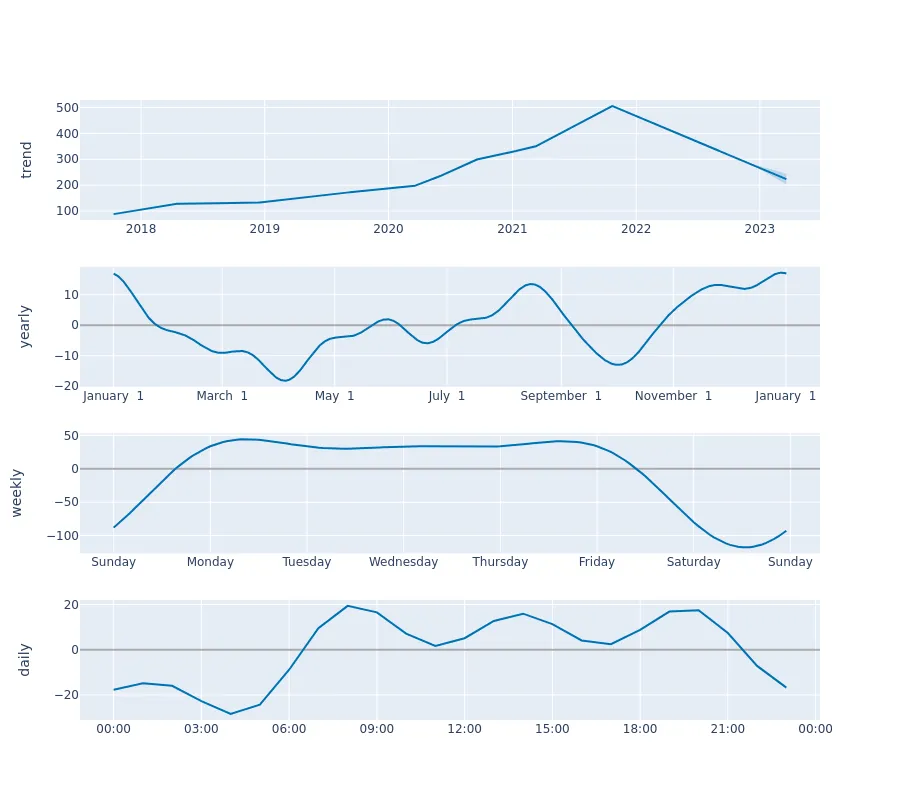 trend
500
400
300
200
100
2018 2019 2020 2021 2022 2023
yearly
10
0
−10
−20
January 1 March 1 May 1 July 1 September 1 November 1 January 1
weekly
50
0
−50
−100
Sunday Monday Tuesday Wednesday Thursday Friday Saturday Sunday
daily
20
0
−20
00:00 03:00 06:00 09:00 12:00 15:00 18:00 21:00 00:00